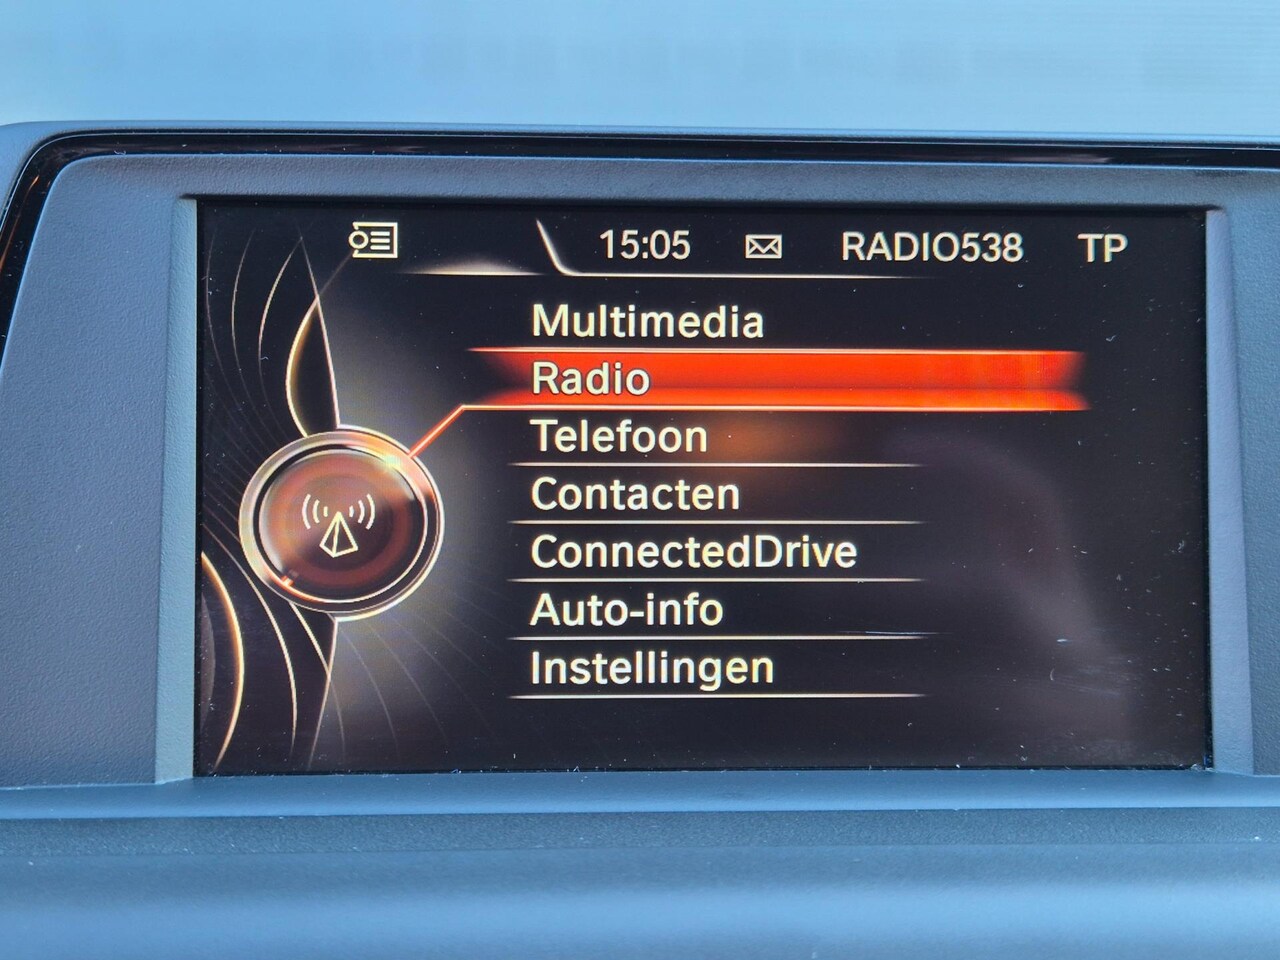 15:05 RADIO538 TP
Multimedia
Radio
Telefoon
Contacten
ConnectedDrive
Auto-info
Instellingen